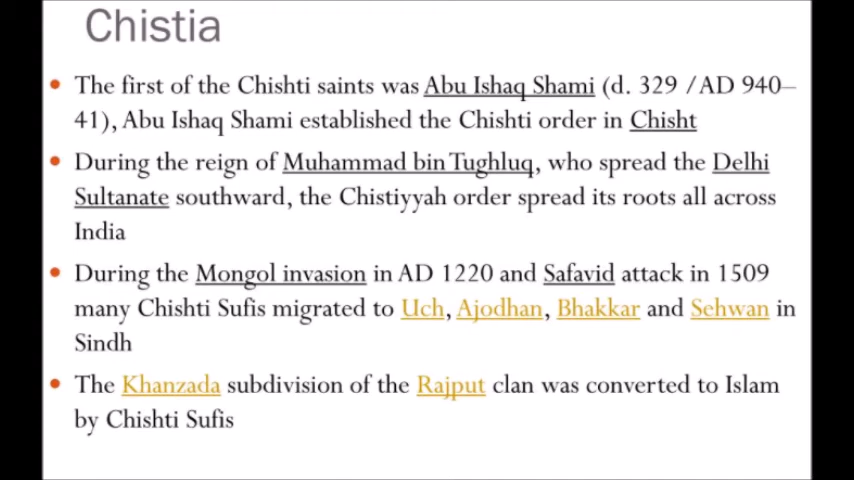 Chistia
• The first of the Chishti saints was Abu Ishaq Shami (d. 329 /AD 940–
41), Abu Ishaq Shami established the Chishti order in Chisht
• During the reign of Muhammad bin Tughluq, who spread the Delhi
Sultanate southward, the Chistiyyah order spread its roots all across
India
• During the Mongol invasion in AD 1220 and Safavid attack in 1509
many Chishti Sufis migrated to Uch, Ajodhan, Bhakkar and Sehwan in
Sindh
• The Khanzada subdivision of the Rajput clan was converted to Islam
by Chishti Sufis